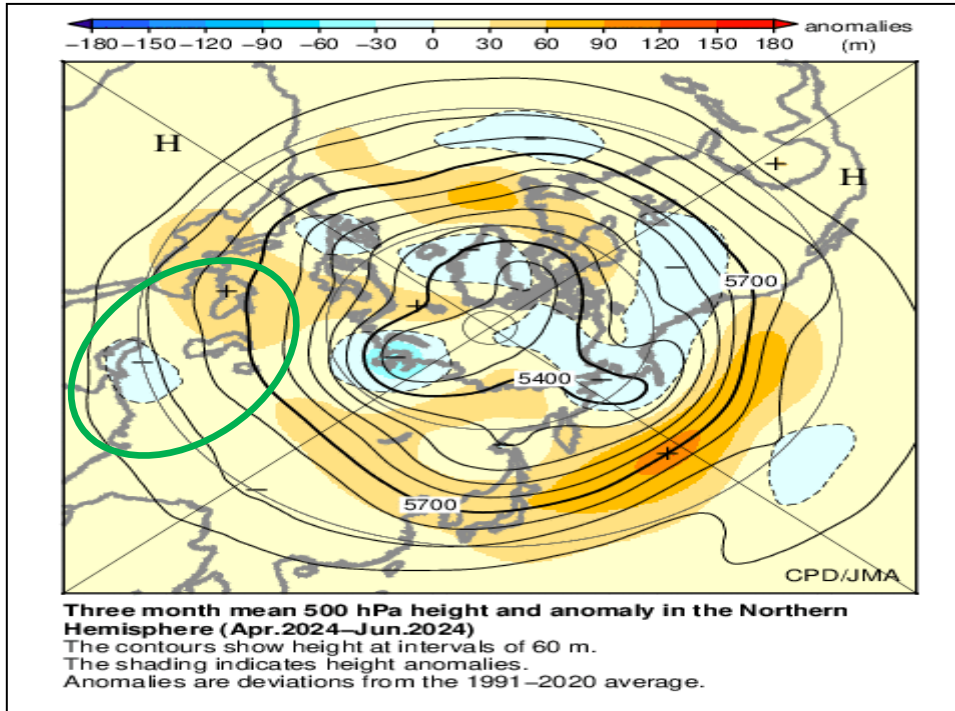 anomalies
−180 −150 −120 −90 −60 −30 0 30 60 90 120 150 180 (m)
H
H
+
−
+
+
−
−
5700
+
−
−
5400
−
+
5700
−
CPD/JMA
Three month mean 500 hPa height and anomaly in the Northern
Hemisphere (Apr.2024−Jun.2024)
The contours show height at intervals of 60 m.
The shading indicates height anomalies.
Anomalies are deviations from the 1991−2020 average.